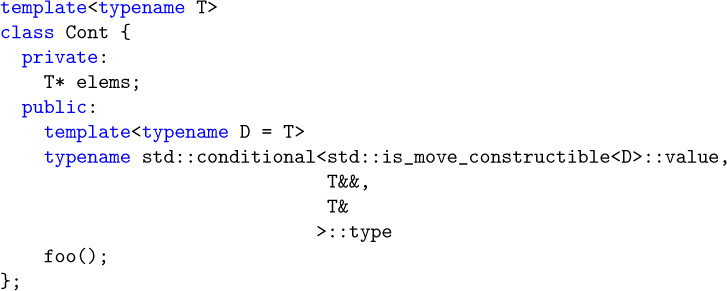 template<typename T>
class Cont {
  private:
    T* elems;
  public:
    template<typename D = T>
    typename std::conditional<std::is_move_constructible<D>::value,
                              T&&,
                              T&
                             >::type
    foo();
};